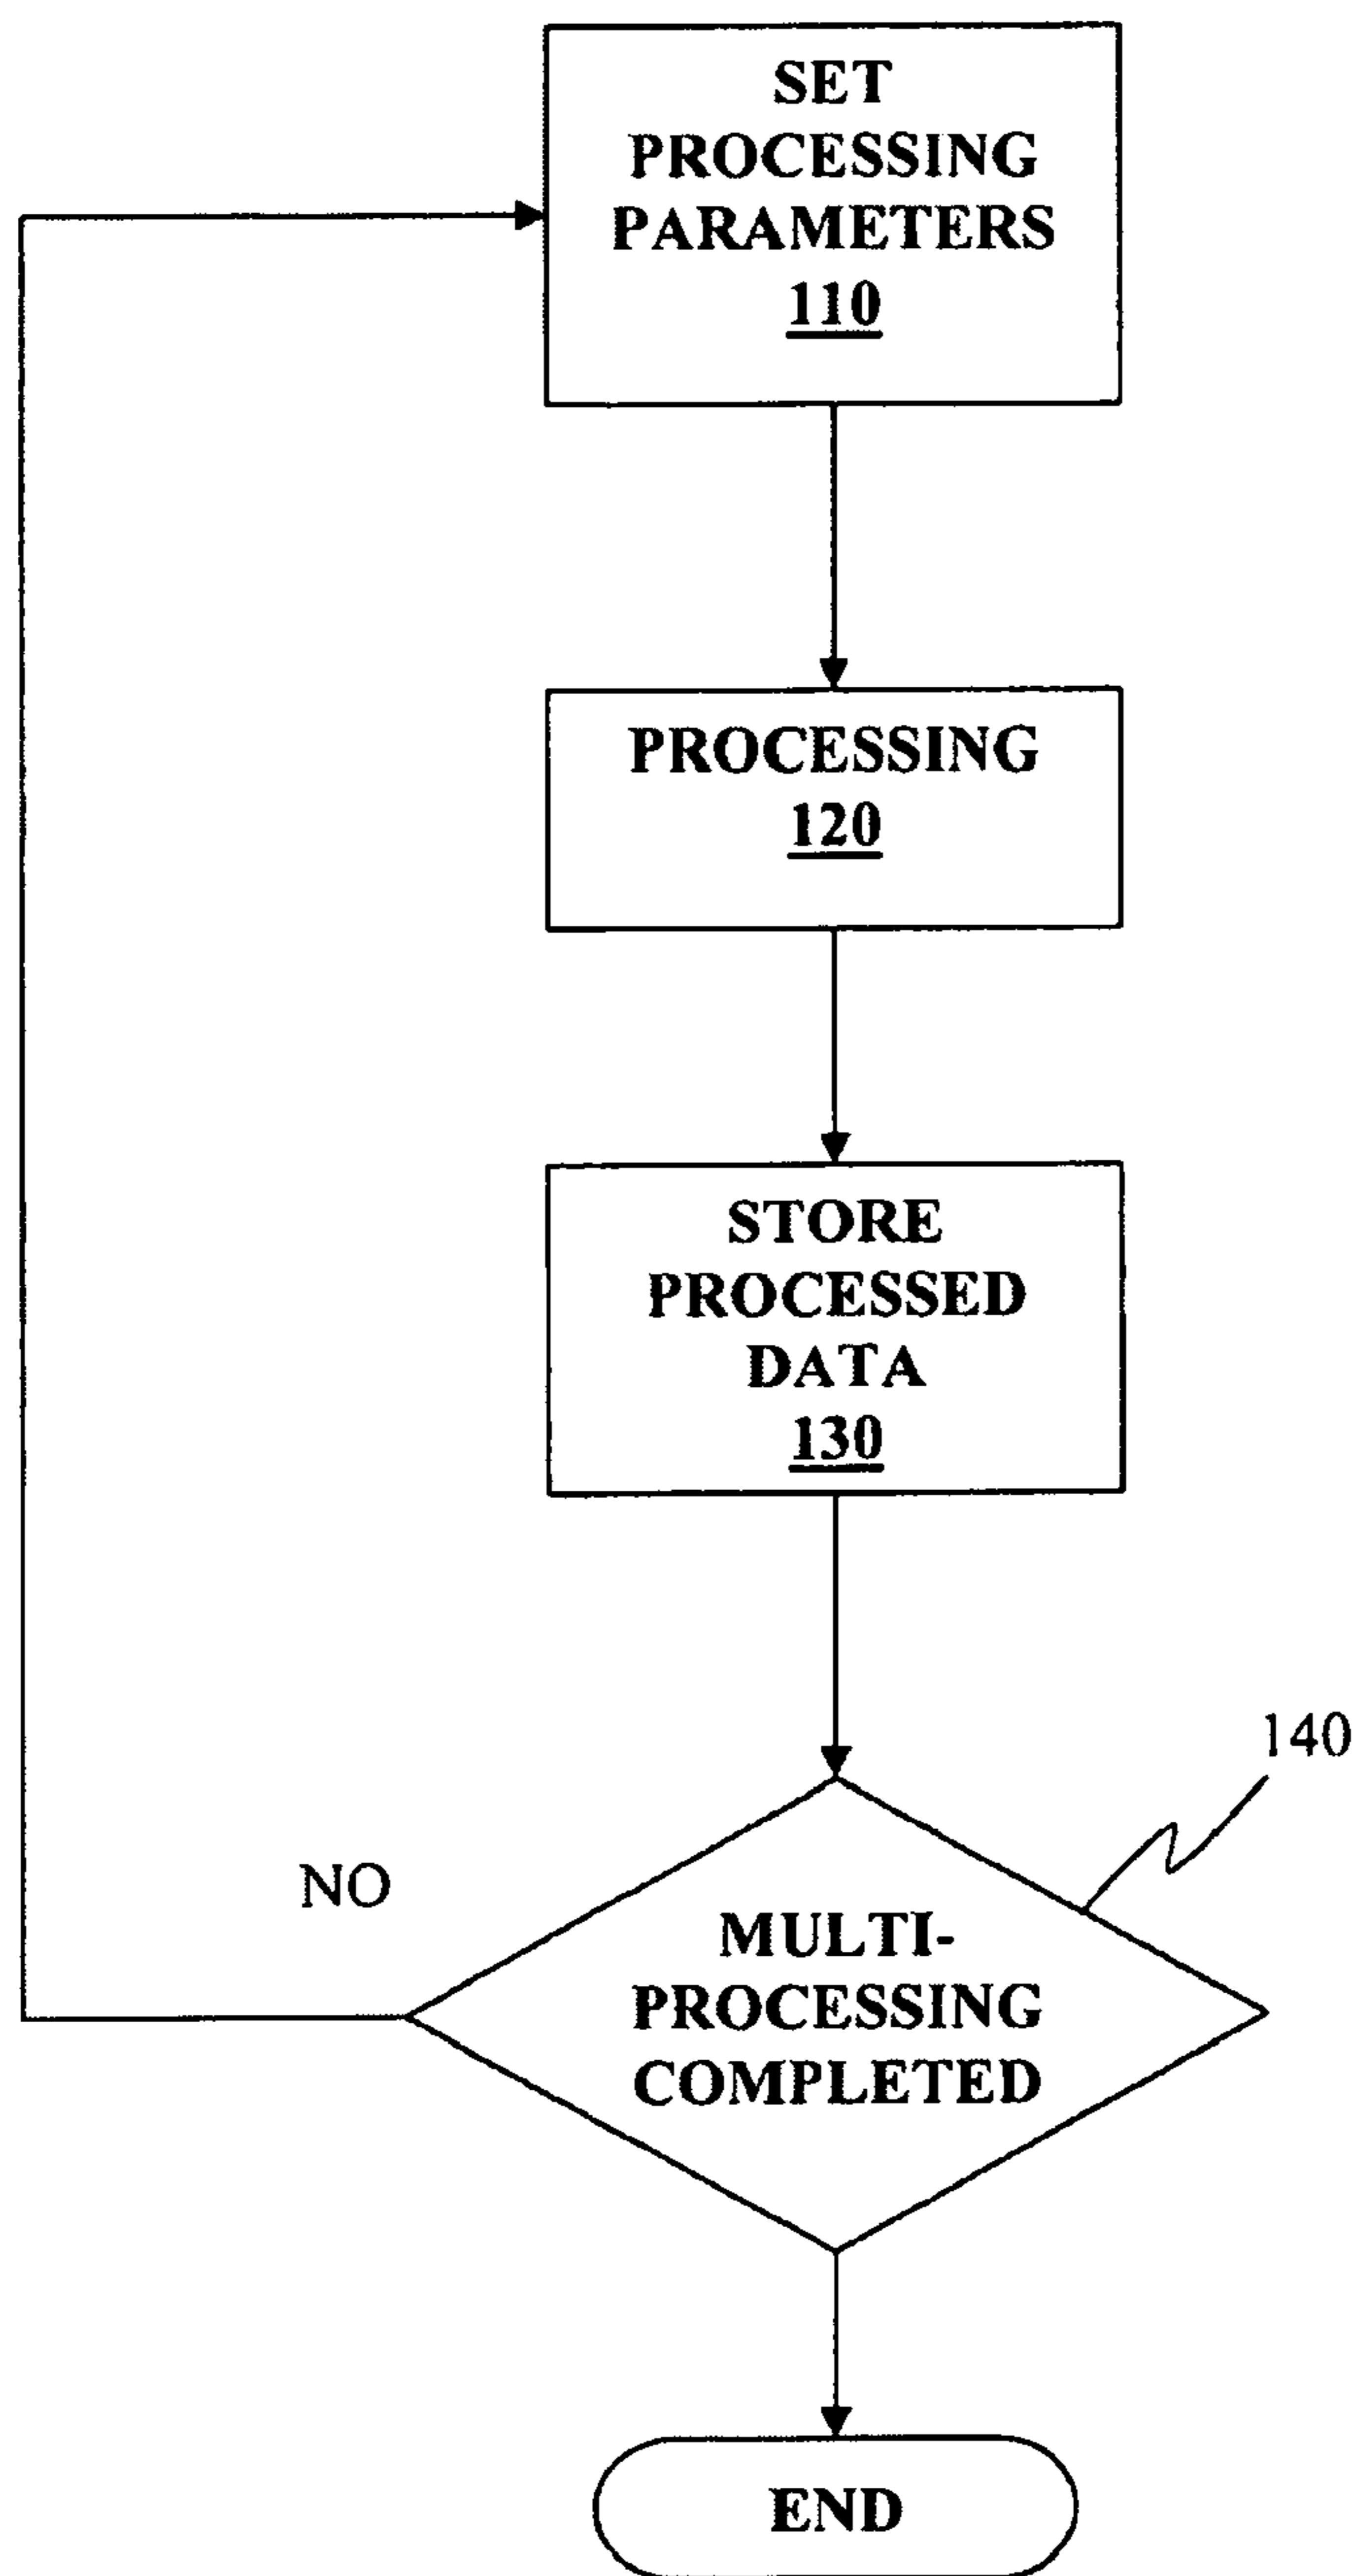 SET
PROCESSING
PARAMETERS
110
PROCESSING
120
STORE
PROCESSED
DATA
130
140
NO
MULTI-
PROCESSING
COMPLETED
END